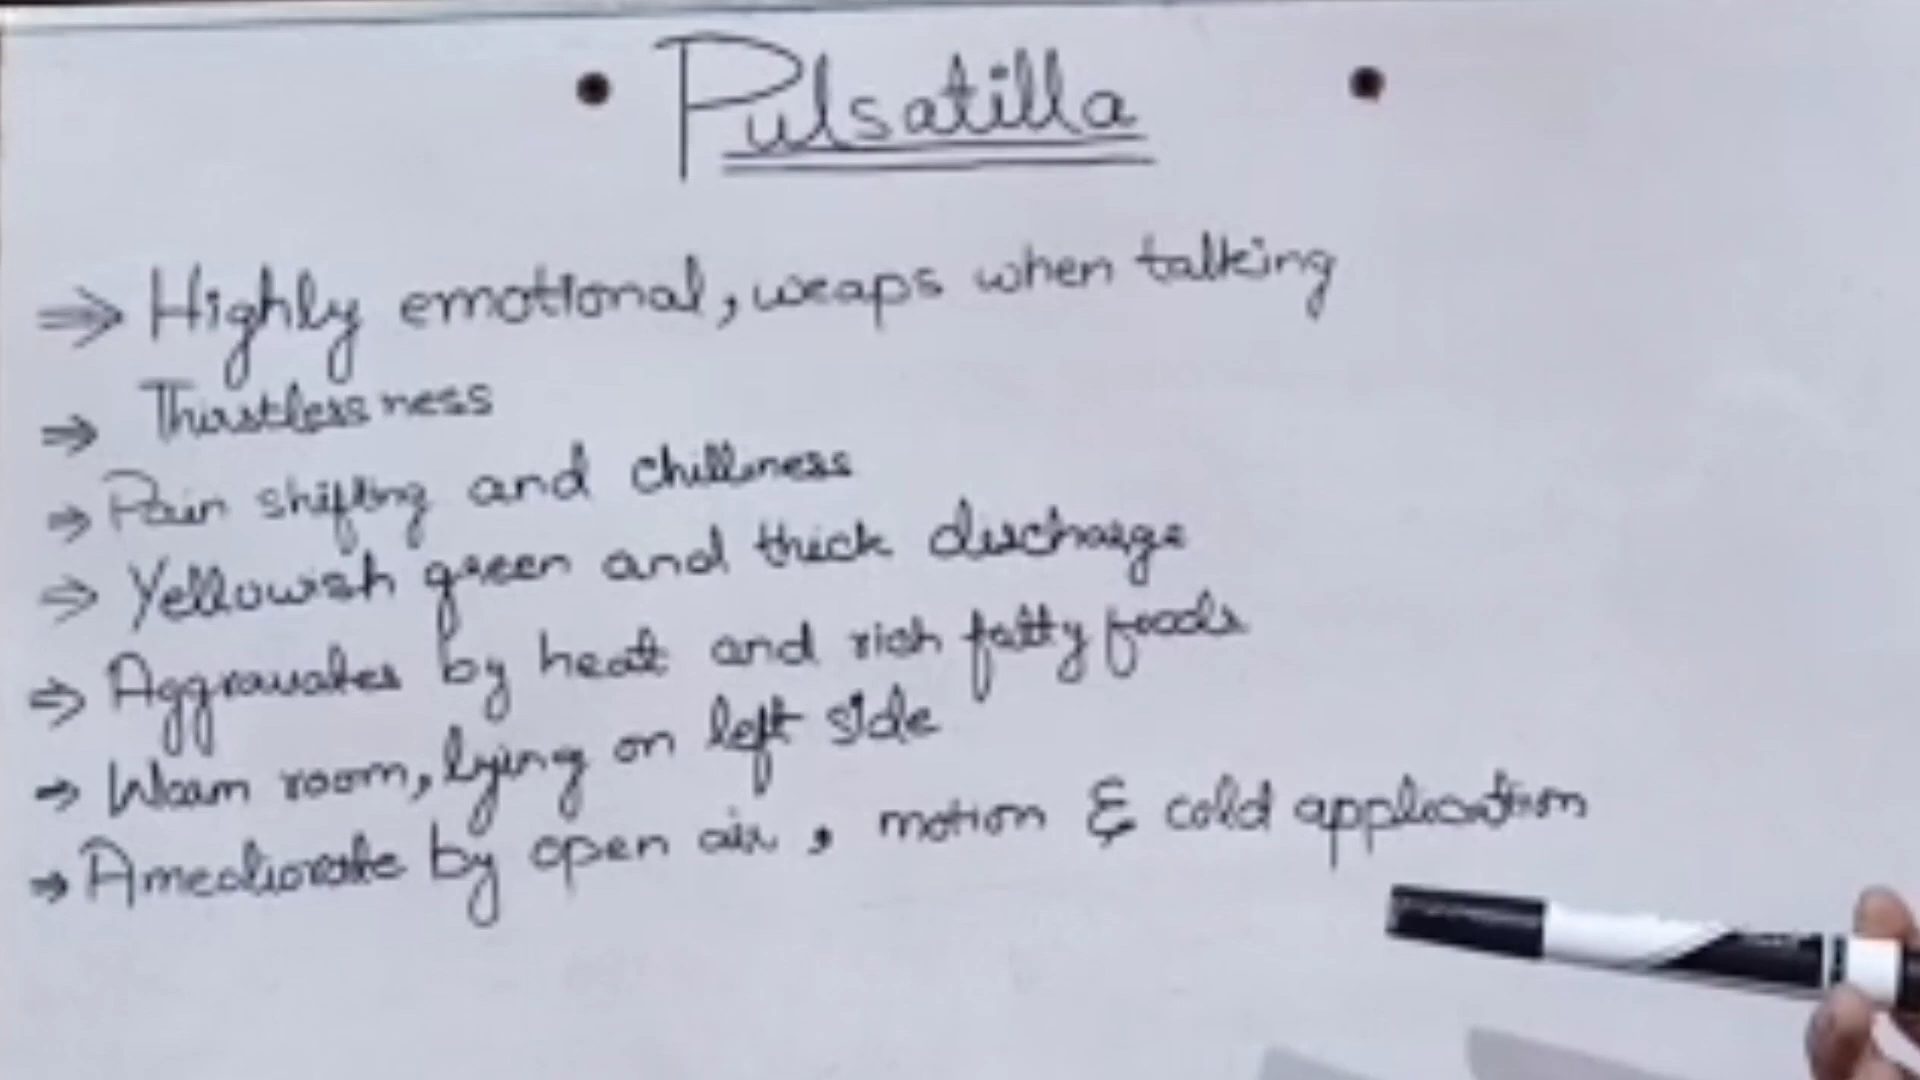 Pulsatilla
⇒ Highly emotional, weaps when talking
⇒ Thirstlessness
⇒ Pain shifting and chilliness
⇒ Yellowish green and thick discharge
⇒ Aggravates by heat and rich fatty foods
→ Warm room, lying on left side
→ Amealiorate by open air, motion & cold application